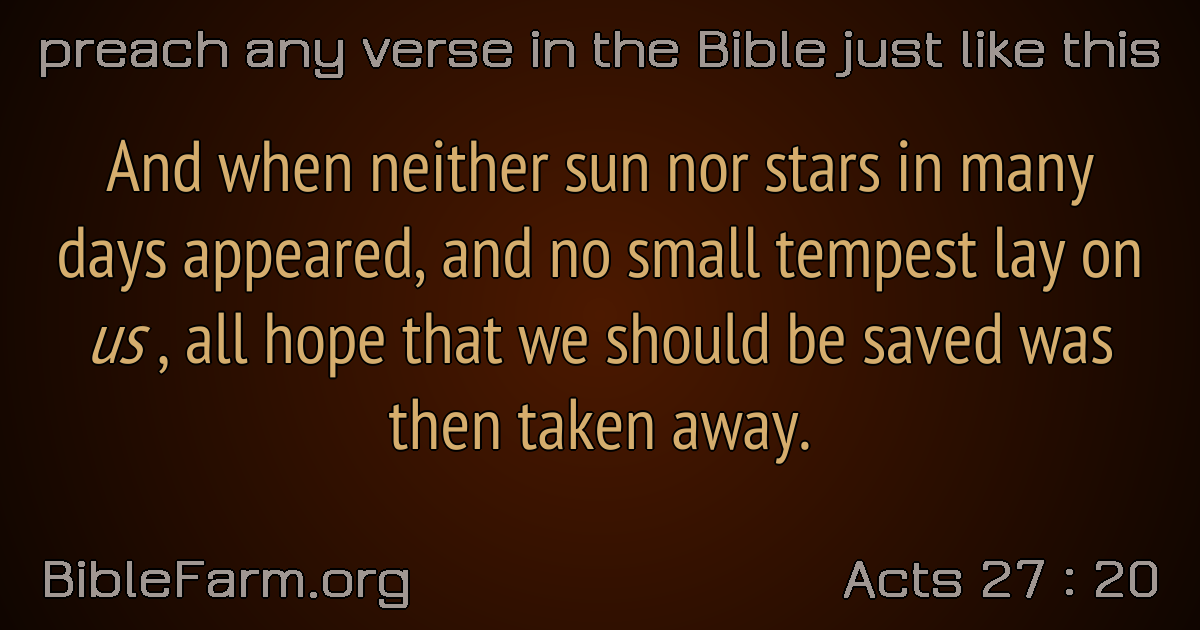 preach any verse in the Bible just like this
And when neither sun nor stars in many
days appeared, and no small tempest lay on
us , all hope that we should be saved was
then taken away.
BibleFarm.org
Acts 27 : 20